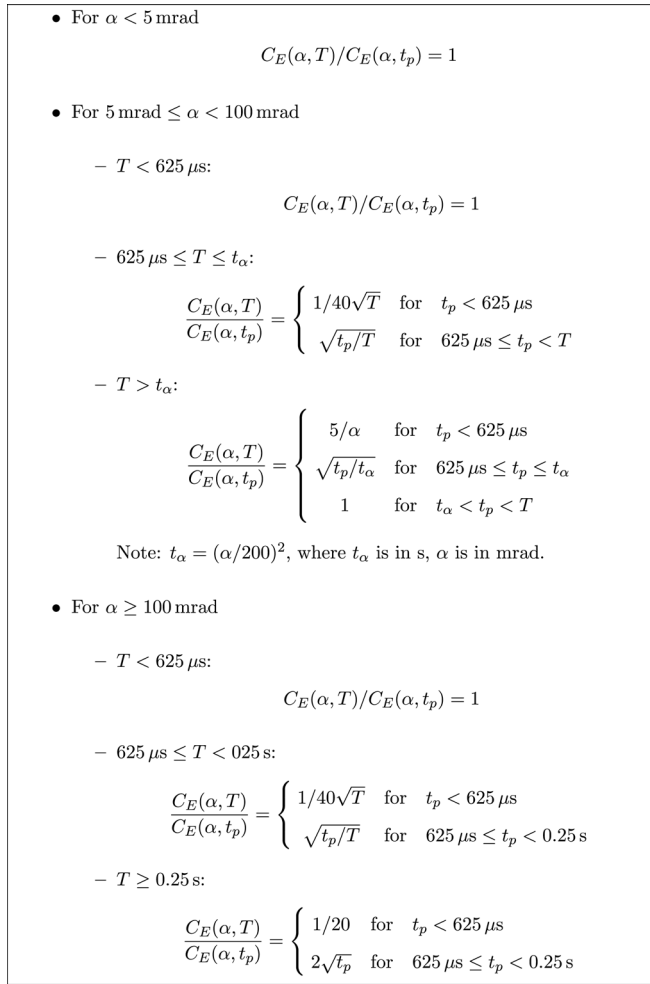 • For α < 5 mrad
C_E(α, T)/C_E(α, t_p) = 1
• For 5 mrad ≤ α < 100 mrad
– T < 625 μs:
C_E(α, T)/C_E(α, t_p) = 1
– 625 μs ≤ T ≤ t_α:
\frac{C_E(α, T)}{C_E(α, t_p)} = {
1/40√T for t_p < 625 μs
√(t_p/T) for 625 μs ≤ t_p < T
– T > t_α:
\frac{C_E(α, T)}{C_E(α, t_p)} = {
5/α for t_p < 625 μs
√(t_p/t_α) for 625 μs ≤ t_p ≤ t_α
1 for t_α < t_p < T
Note: t_α = (α/200)², where t_α is in s, α is in mrad.
• For α ≥ 100 mrad
– T < 625 μs:
C_E(α, T)/C_E(α, t_p) = 1
– 625 μs ≤ T < 025 s:
\frac{C_E(α, T)}{C_E(α, t_p)} = {
1/40√T for t_p < 625 μs
√(t_p/T) for 625 μs ≤ t_p < 0.25 s
– T ≥ 0.25 s:
\frac{C_E(α, T)}{C_E(α, t_p)} = {
1/20 for t_p < 625 μs
2√t_p for 625 μs ≤ t_p < 0.25 s